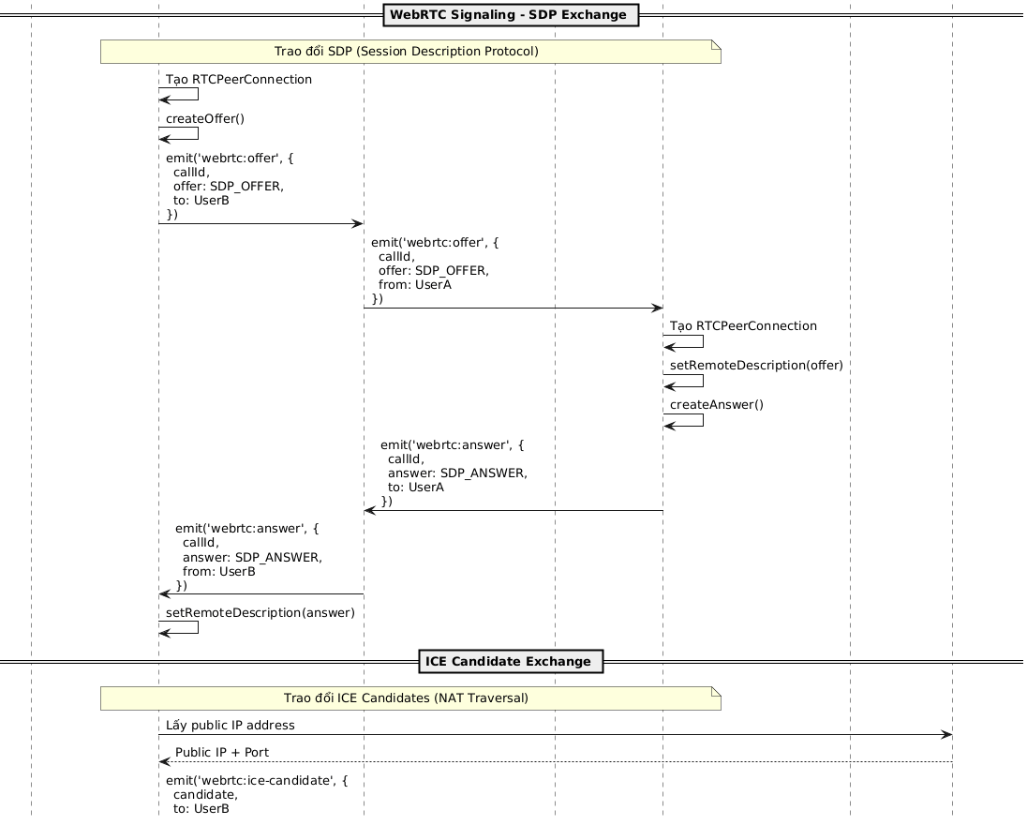 WebRTC Signaling - SDP Exchange
Trao đổi SDP (Session Description Protocol)
Tạo RTCPeerConnection
createOffer()
emit('webrtc:offer', {
callId,
offer: SDP_OFFER,
to: UserB
})
emit('webrtc:offer', {
callId,
offer: SDP_OFFER,
from: UserA
})
Tạo RTCPeerConnection
setRemoteDescription(offer)
createAnswer()
emit('webrtc:answer', {
callId,
answer: SDP_ANSWER,
to: UserA
})
emit('webrtc:answer', {
callId,
answer: SDP_ANSWER,
from: UserB
})
setRemoteDescription(answer)
ICE Candidate Exchange
Trao đổi ICE Candidates (NAT Traversal)
Lấy public IP address
Public IP + Port
emit('webrtc:ice-candidate', {
candidate,
to: UserB